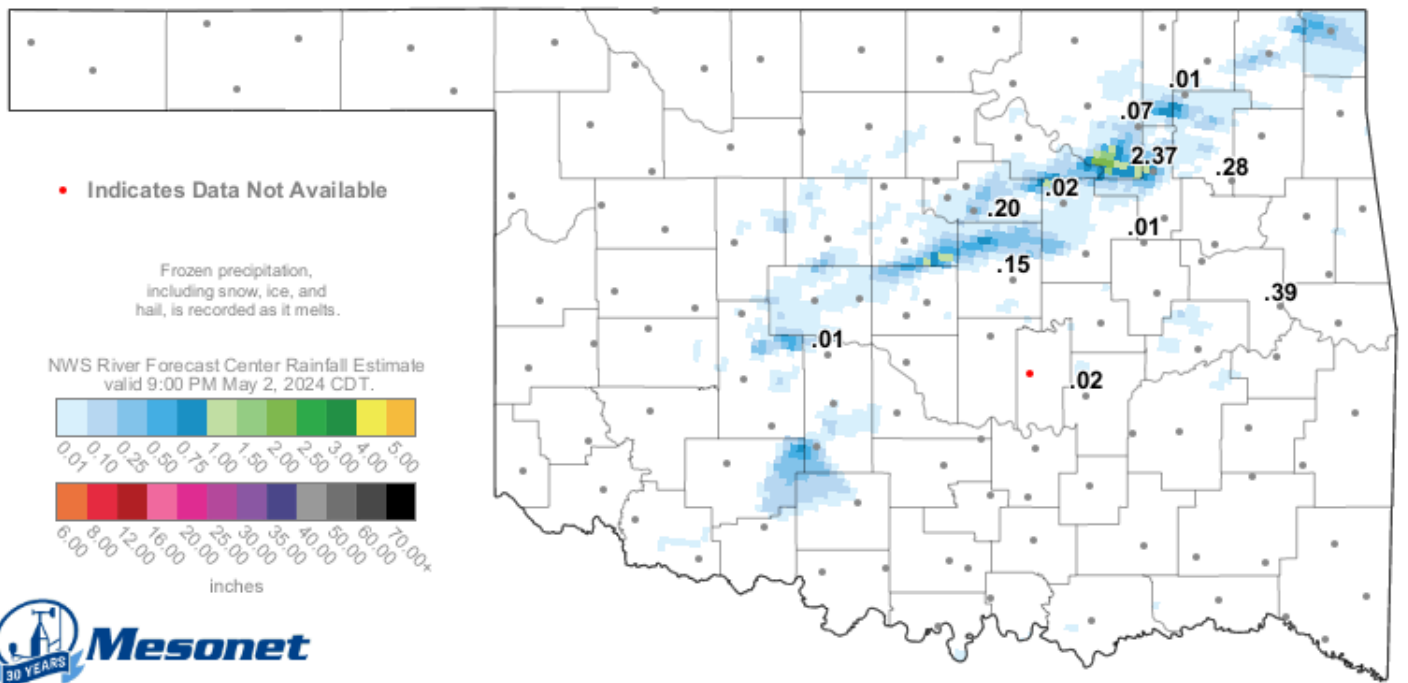 .01
.07
2.37
.28
.02
.20
.01
.15
.39
.01
.02
Indicates Data Not Available
Frozen precipitation,
including snow, ice, and
hail, is recorded as it melts.
NWS River Forecast Center Rainfall Estimate
valid 9:00 PM May 2, 2024 CDT.
0.01 0.10 0.25 0.50 0.75 1.00 1.50 2.00 2.50 3.00 4.00 5.00
6.00 8.00 12.00 16.00 20.00 25.00 30.00 35.00 40.00 50.00 60.00 70.00+
inches
Mesonet
30 YEARS